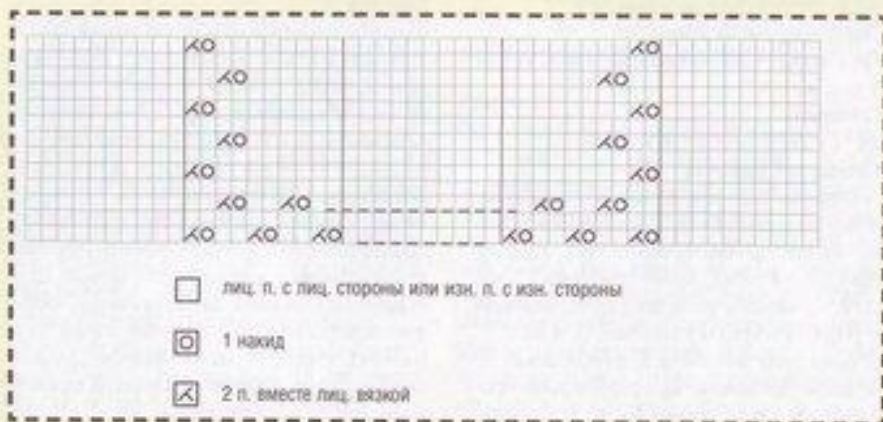 лиц. п. с лиц. стороны или изн. п. с изн. стороны
1 накид
2 п. вместе лиц. вязкой